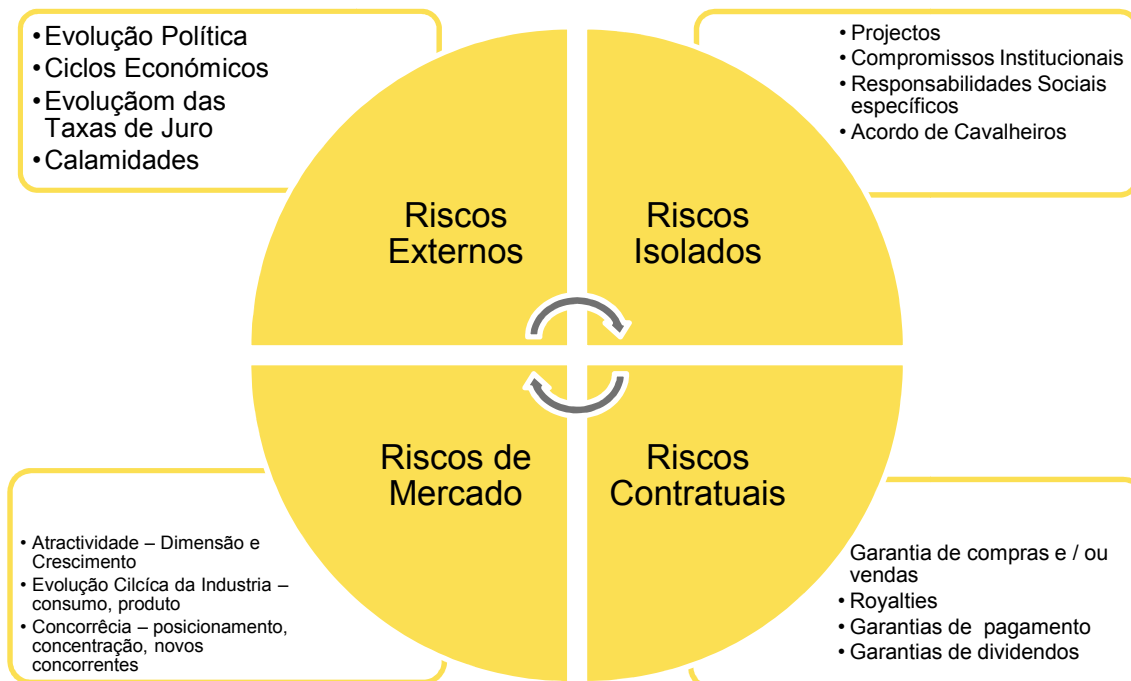 • Evolução Política
• Ciclos Económicos
• Evoluçãom das
Taxas de Juro
• Calamidades
• Projectos
• Compromissos Institucionais
• Responsabilidades Sociais
específicos
• Acordo de Cavalheiros
Riscos
Externos
Riscos
Isolados
Riscos de
Mercado
Riscos
Contratuais
• Atractividade – Dimensão e
Crescimento
• Evolução Cilcíca da Industria –
consumo, produto
• Concorrêcia – posicionamento,
concentração, novos
concorrentes
Garantia de compras e / ou
vendas
• Royalties
• Garantias de  pagamento
• Garantias de dividendos